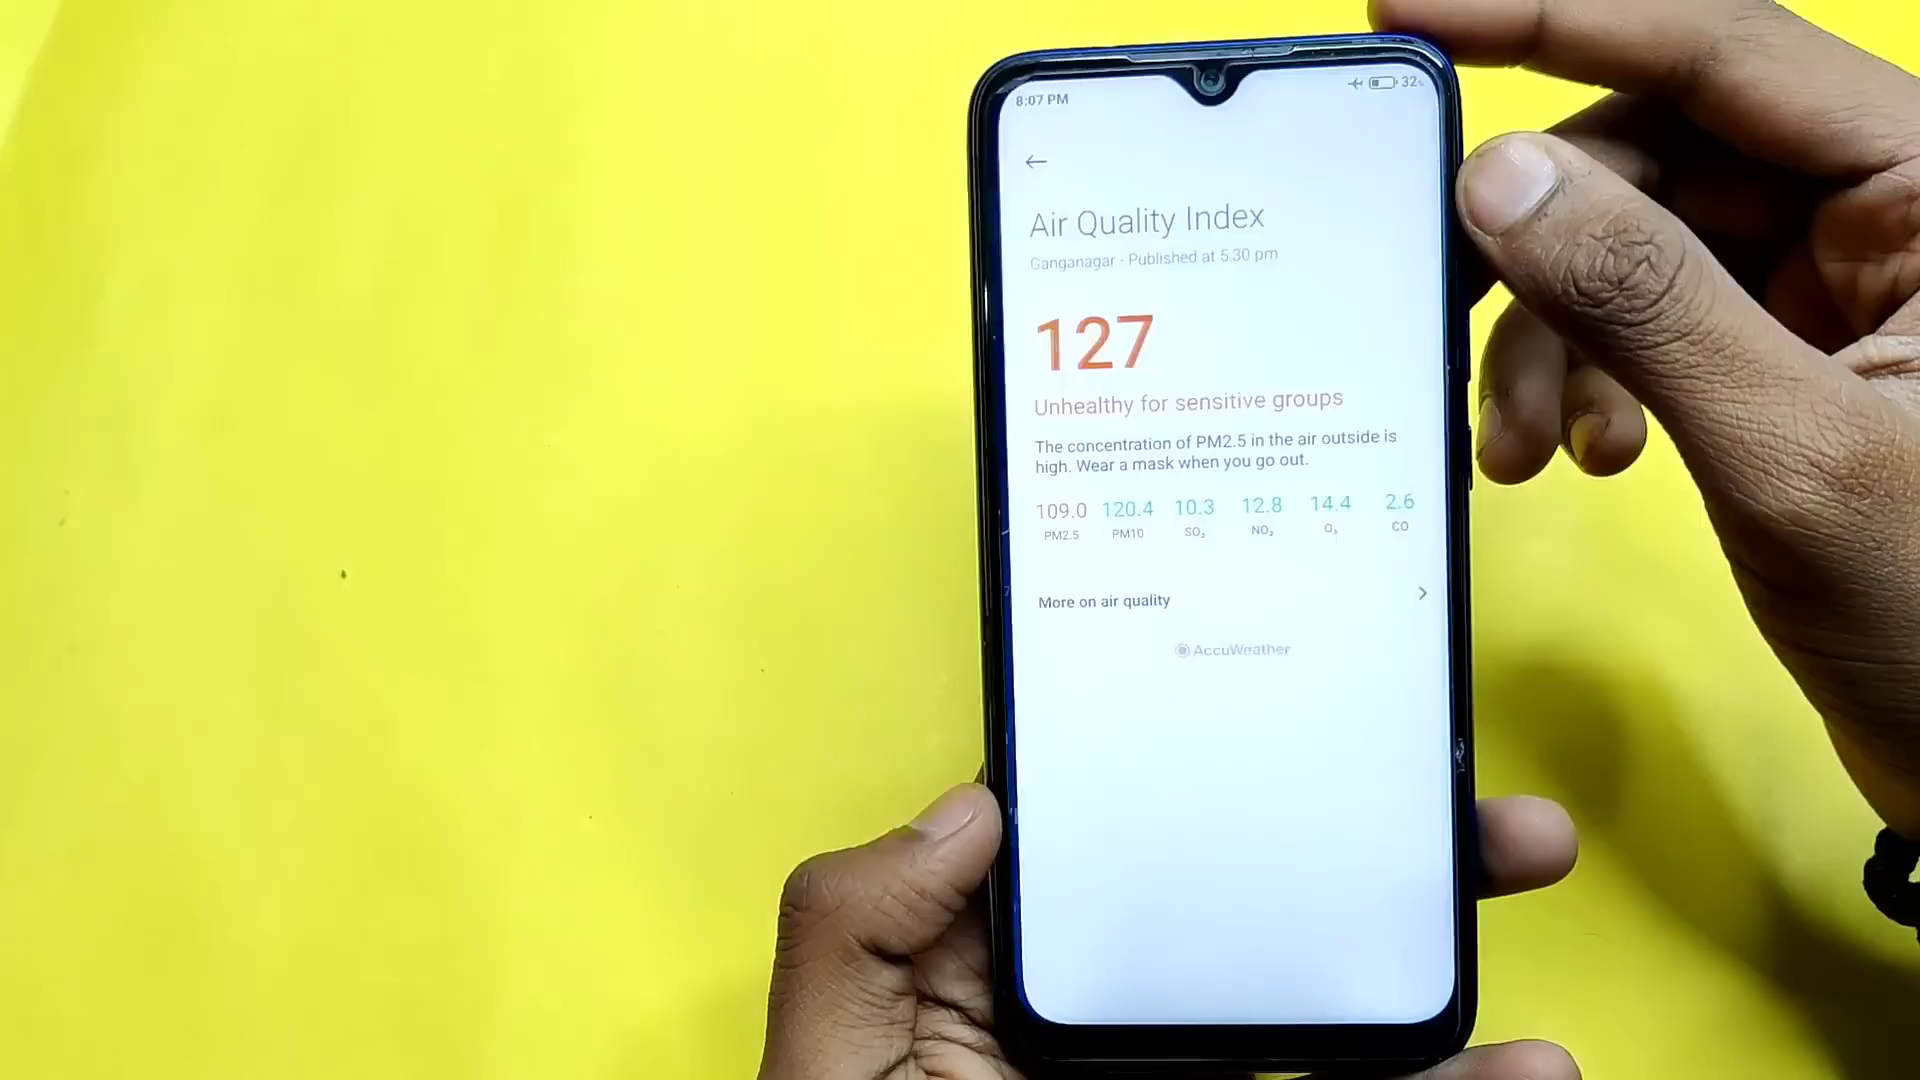 8:07 PM
32%
Air Quality Index
Ganganagar - Published at 5.30 pm
127
Unhealthy for sensitive groups
The concentration of PM2.5 in the air outside is
high. Wear a mask when you go out.
109.0 120.4 10.3 12.8 14.4 2.6
PM2.5 PM10 SO₂ NO₂ O₃ CO
More on air quality
AccuWeather